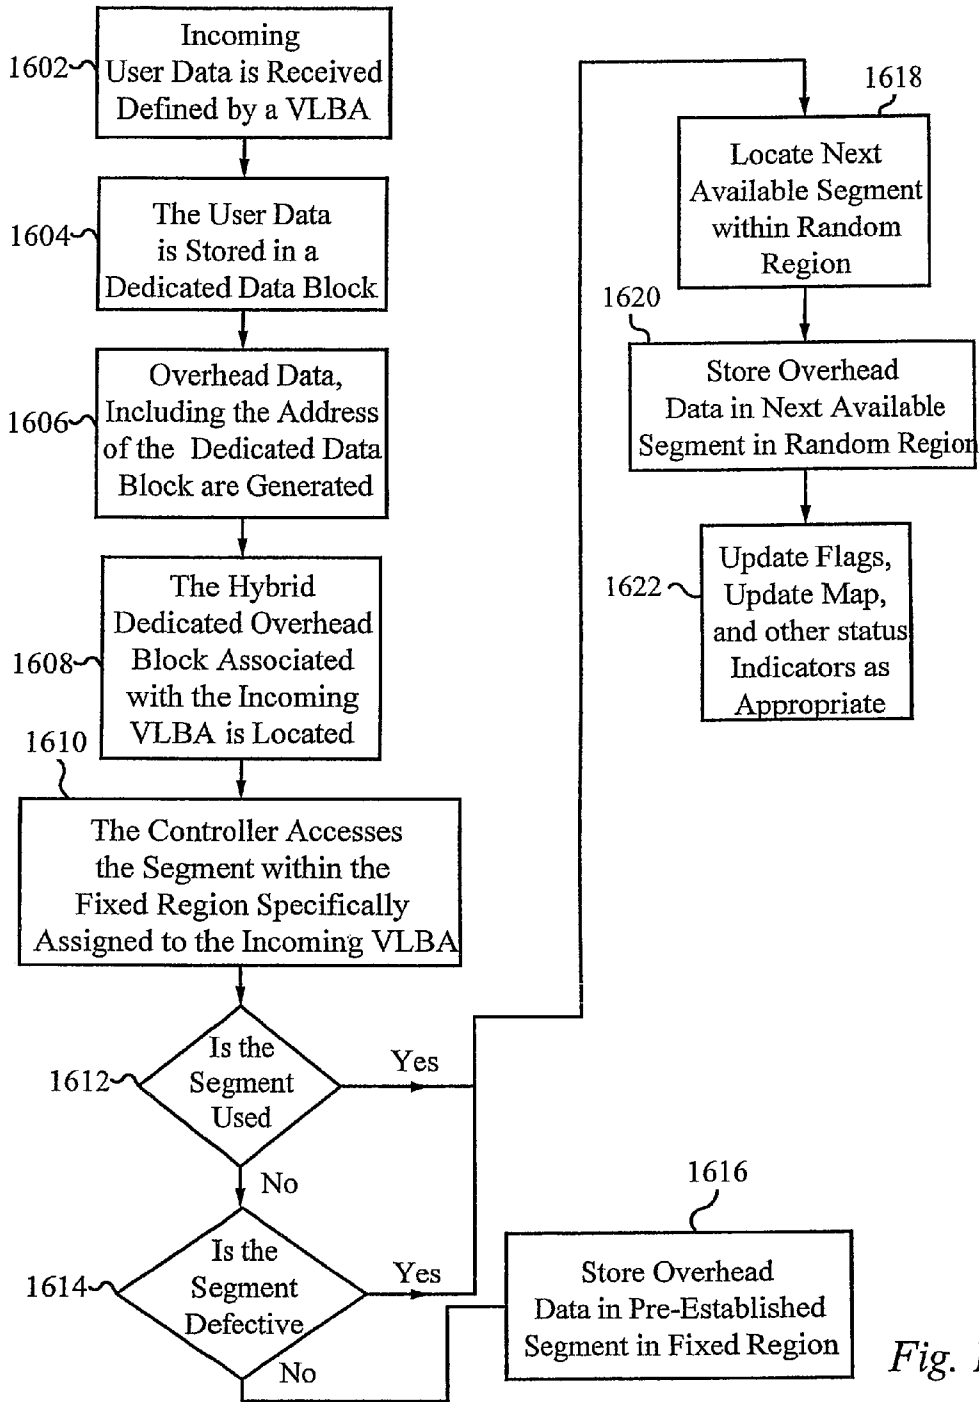 1602
Incoming
User Data is Received
Defined by a VLBA
1604
The User Data
is Stored in a
Dedicated Data Block
1606
Overhead Data,
Including the Address
of the Dedicated Data
Block are Generated
1608
The Hybrid
Dedicated Overhead
Block Associated
with the Incoming
VLBA is Located
1610
The Controller Accesses
the Segment within the
Fixed Region Specifically
Assigned to the Incoming VLBA
1612
Is the
Segment
Used
Yes
No
1614
Is the
Segment
Defective
Yes
No
1616
Store Overhead
Data in Pre-Established
Segment in Fixed Region
1618
Locate Next
Available Segment
within Random
Region
1620
Store Overhead
Data in Next Available
Segment in Random Region
1622
Update Flags,
Update Map,
and other status
Indicators as
Appropriate
Fig.